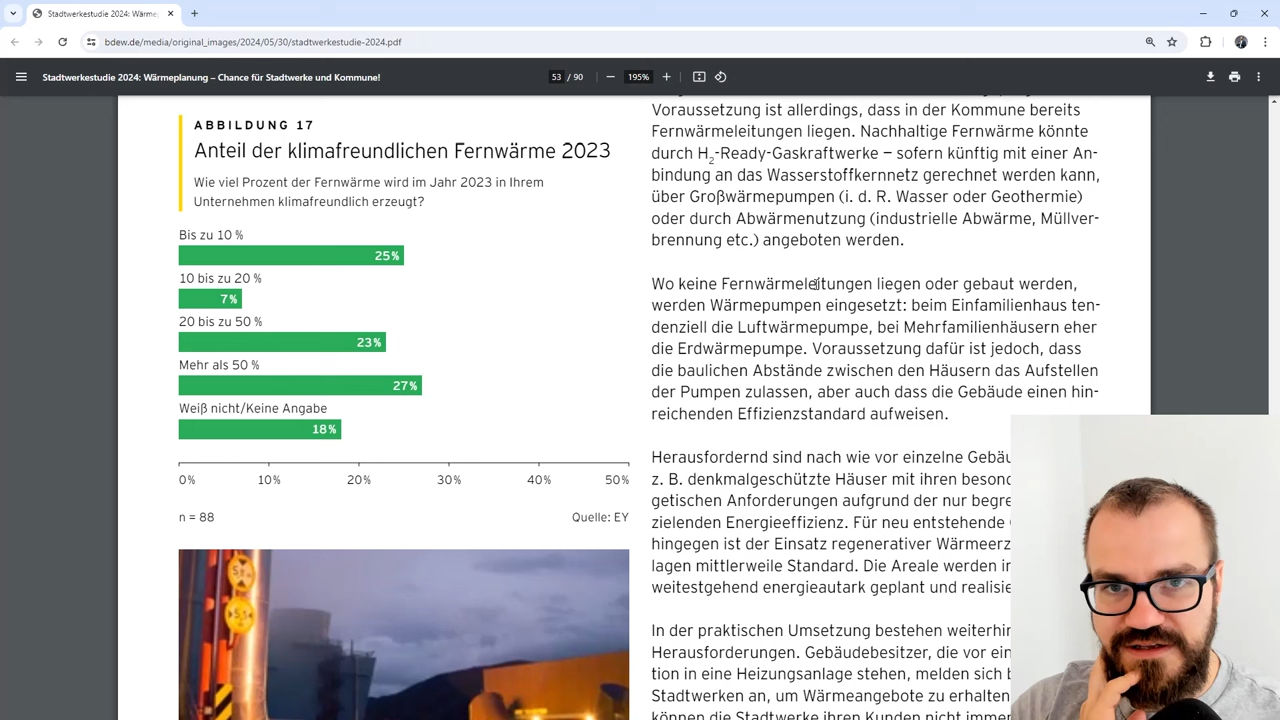 Stadtwerkestudie 2024: Wärme
bdew.de/media/original_images/2024/05/30/stadtwerkestudie-2024.pdf
Stadtwerkestudie 2024: Wärmeplanung – Chance für Stadtwerke und Kommune!
53 / 90
195%
ABBILDUNG 17
Anteil der klimafreundlichen Fernwärme 2023
Wie viel Prozent der Fernwärme wird im Jahr 2023 in Ihrem
Unternehmen klimafreundlich erzeugt?
Bis zu 10 %
25%
10 bis zu 20 %
7%
20 bis zu 50 %
23%
Mehr als 50 %
27%
Weiß nicht/Keine Angabe
18%
0% 10% 20% 30% 40% 50%
n = 88
Quelle: EY
Voraussetzung ist allerdings, dass in der Kommune bereits
Fernwärmeleitungen liegen. Nachhaltige Fernwärme könnte
durch H2-Ready-Gaskraftwerke – sofern künftig mit einer An-
bindung an das Wasserstoffkernnetz gerechnet werden kann,
über Großwärmepumpen (i. d. R. Wasser oder Geothermie)
oder durch Abwärmenutzung (industrielle Abwärme, Müllver-
brennung etc.) angeboten werden.
Wo keine Fernwärmeleitungen liegen oder gebaut werden,
werden Wärmepumpen eingesetzt: beim Einfamilienhaus ten-
denziell die Luftwärmepumpe, bei Mehrfamilienhäusern eher
die Erdwärmepumpe. Voraussetzung dafür ist jedoch, dass
die baulichen Abstände zwischen den Häusern das Aufstellen
der Pumpen zulassen, aber auch dass die Gebäude einen hin-
reichenden Effizienzstandard aufweisen.
Herausfordernd sind nach wie vor einzelne Gebäu
z. B. denkmalgeschützte Häuser mit ihren besond
getischen Anforderungen aufgrund der nur begre
zielenden Energieeffizienz. Für neu entstehende
hingegen ist der Einsatz regenerativer Wärmeerz
lagen mittlerweile Standard. Die Areale werden in
weitestgehend energieautark geplant und realisie
In der praktischen Umsetzung bestehen weiterhin
Herausforderungen. Gebäudebesitzer, die vor ein
tion in eine Heizungsanlage stehen, melden sich b
Stadtwerken an, um Wärmeangebote zu erhalten
können die Stadtwerke ihren Kunden nicht immer